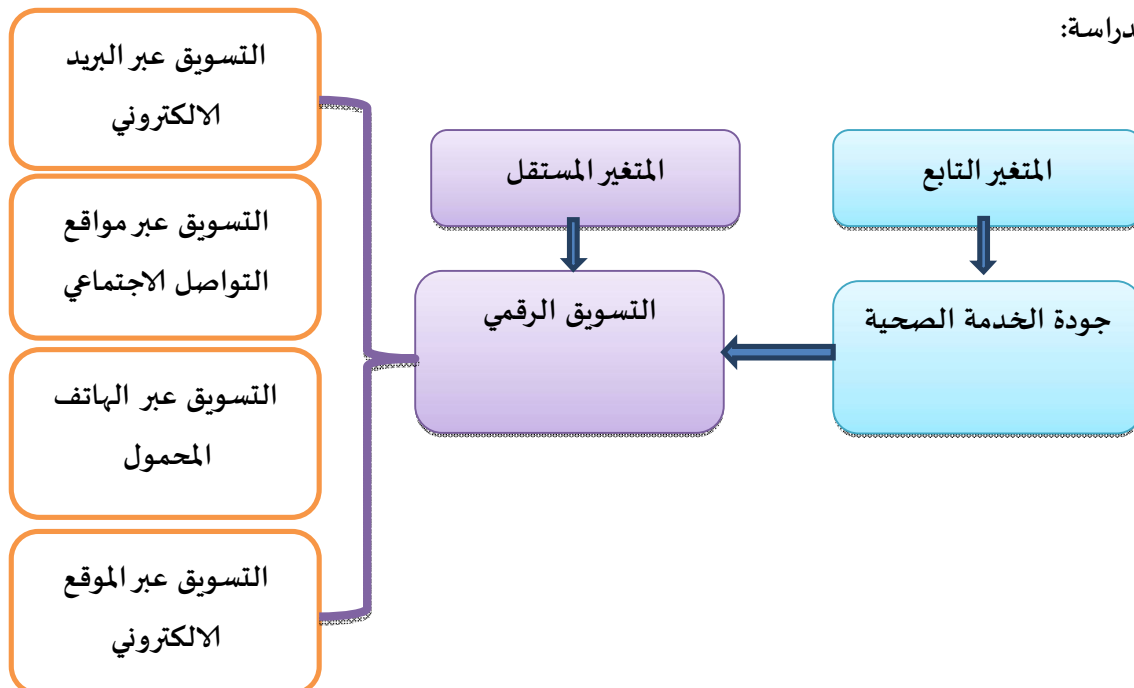 دراسة:
المتغير التابع
المتغير المستقل
جودة الخدمة الصحية
التسويق الرقمي
التسويق عبر البريد
الالكتروني
التسويق عبر مواقع
التواصل الاجتماعي
التسويق عبر الهاتف
المحمول
التسويق عبر الموقع
الالكتروني